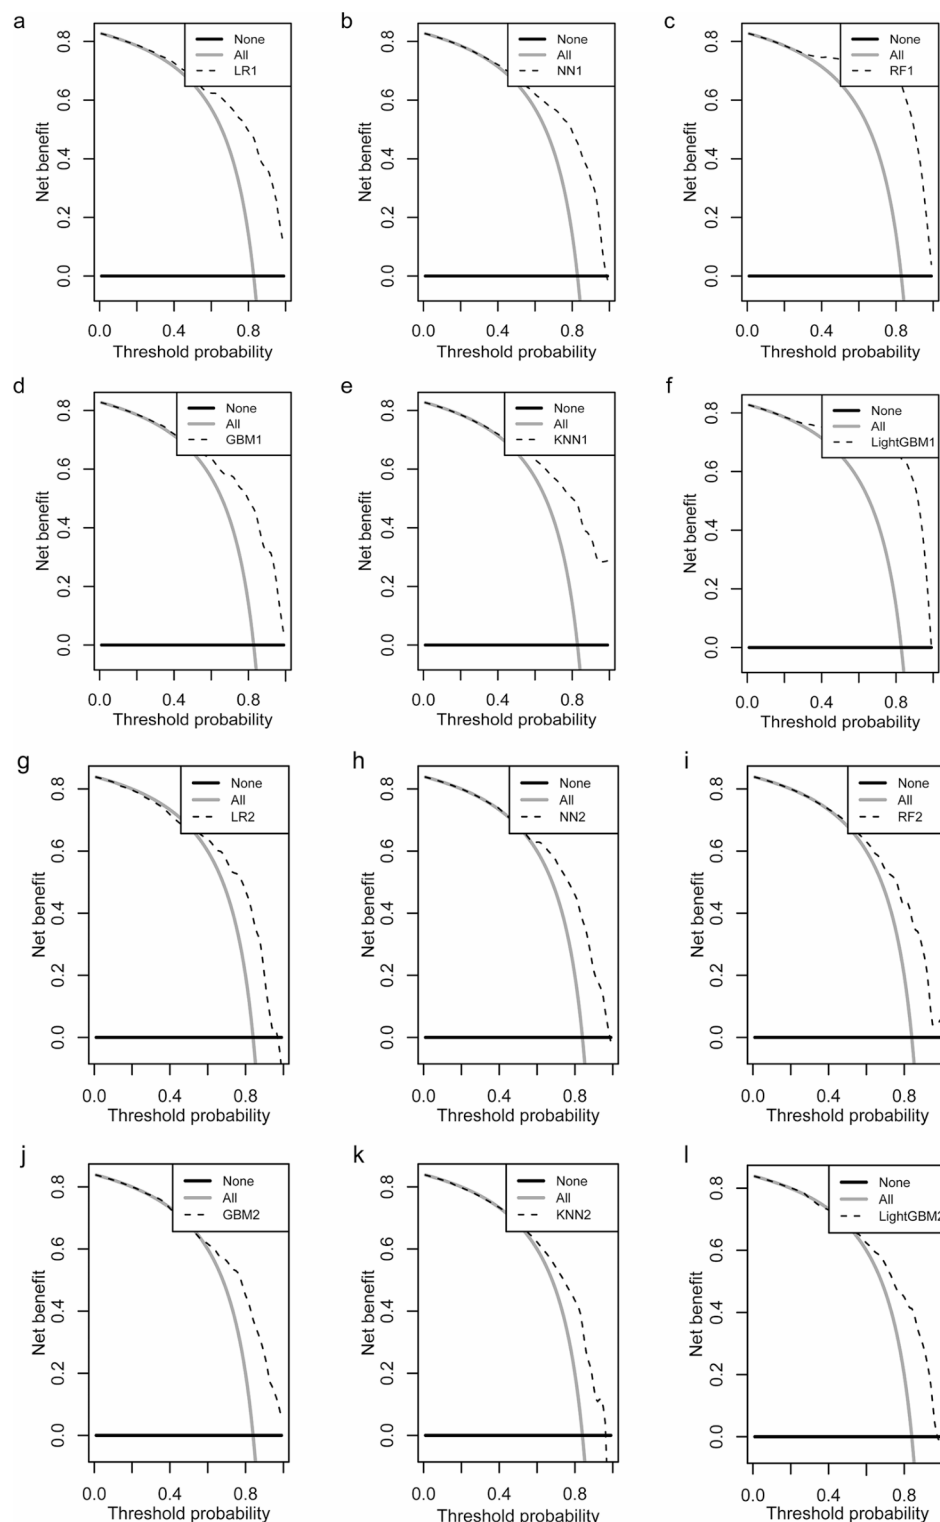 a
None
All
LR1
Net benefit
0.0 0.2 0.4 0.6 0.8
0.0 0.4 0.8
Threshold probability
b
None
All
NN1
Net benefit
0.0 0.2 0.4 0.6 0.8
0.0 0.4 0.8
Threshold probability
c
None
All
RF1
Net benefit
0.0 0.2 0.4 0.6 0.8
0.0 0.4 0.8
Threshold probability
d
None
All
GBM1
Net benefit
0.0 0.2 0.4 0.6 0.8
0.0 0.4 0.8
Threshold probability
e
None
All
KNN1
Net benefit
0.0 0.2 0.4 0.6 0.8
0.0 0.4 0.8
Threshold probability
f
None
All
LightGBM1
Net benefit
0.0 0.2 0.4 0.6 0.8
0.0 0.4 0.8
Threshold probability
g
None
All
LR2
Net benefit
0.0 0.2 0.4 0.6 0.8
0.0 0.4 0.8
Threshold probability
h
None
All
NN2
Net benefit
0.0 0.2 0.4 0.6 0.8
0.0 0.4 0.8
Threshold probability
i
None
All
RF2
Net benefit
0.0 0.2 0.4 0.6 0.8
0.0 0.4 0.8
Threshold probability
j
None
All
GBM2
Net benefit
0.0 0.2 0.4 0.6 0.8
0.0 0.4 0.8
Threshold probability
k
None
All
KNN2
Net benefit
0.0 0.2 0.4 0.6 0.8
0.0 0.4 0.8
Threshold probability
l
None
All
LightGBM2
Net benefit
0.0 0.2 0.4 0.6 0.8
0.0 0.4 0.8
Threshold probability